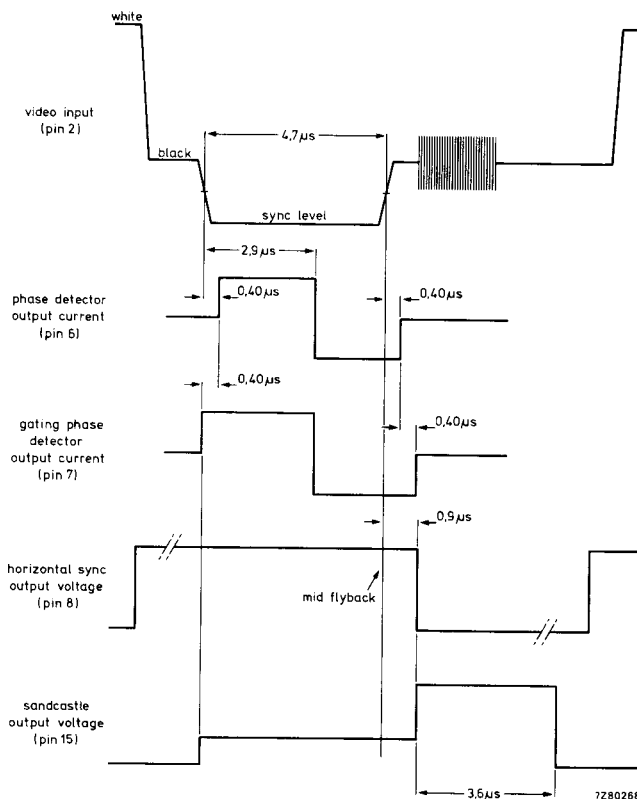 white
video input
(pin 2)
4,7µs
black
sync level
2,9µs
phase detector
output current
(pin 6)
0,40µs
0,40µs
0,40µs
gating phase
detector
output current
(pin 7)
0,40µs
0,9µs
horizontal sync
output voltage
(pin 8)
mid flyback
sandcastle
output voltage
(pin 15)
3,6µs
7Z80268